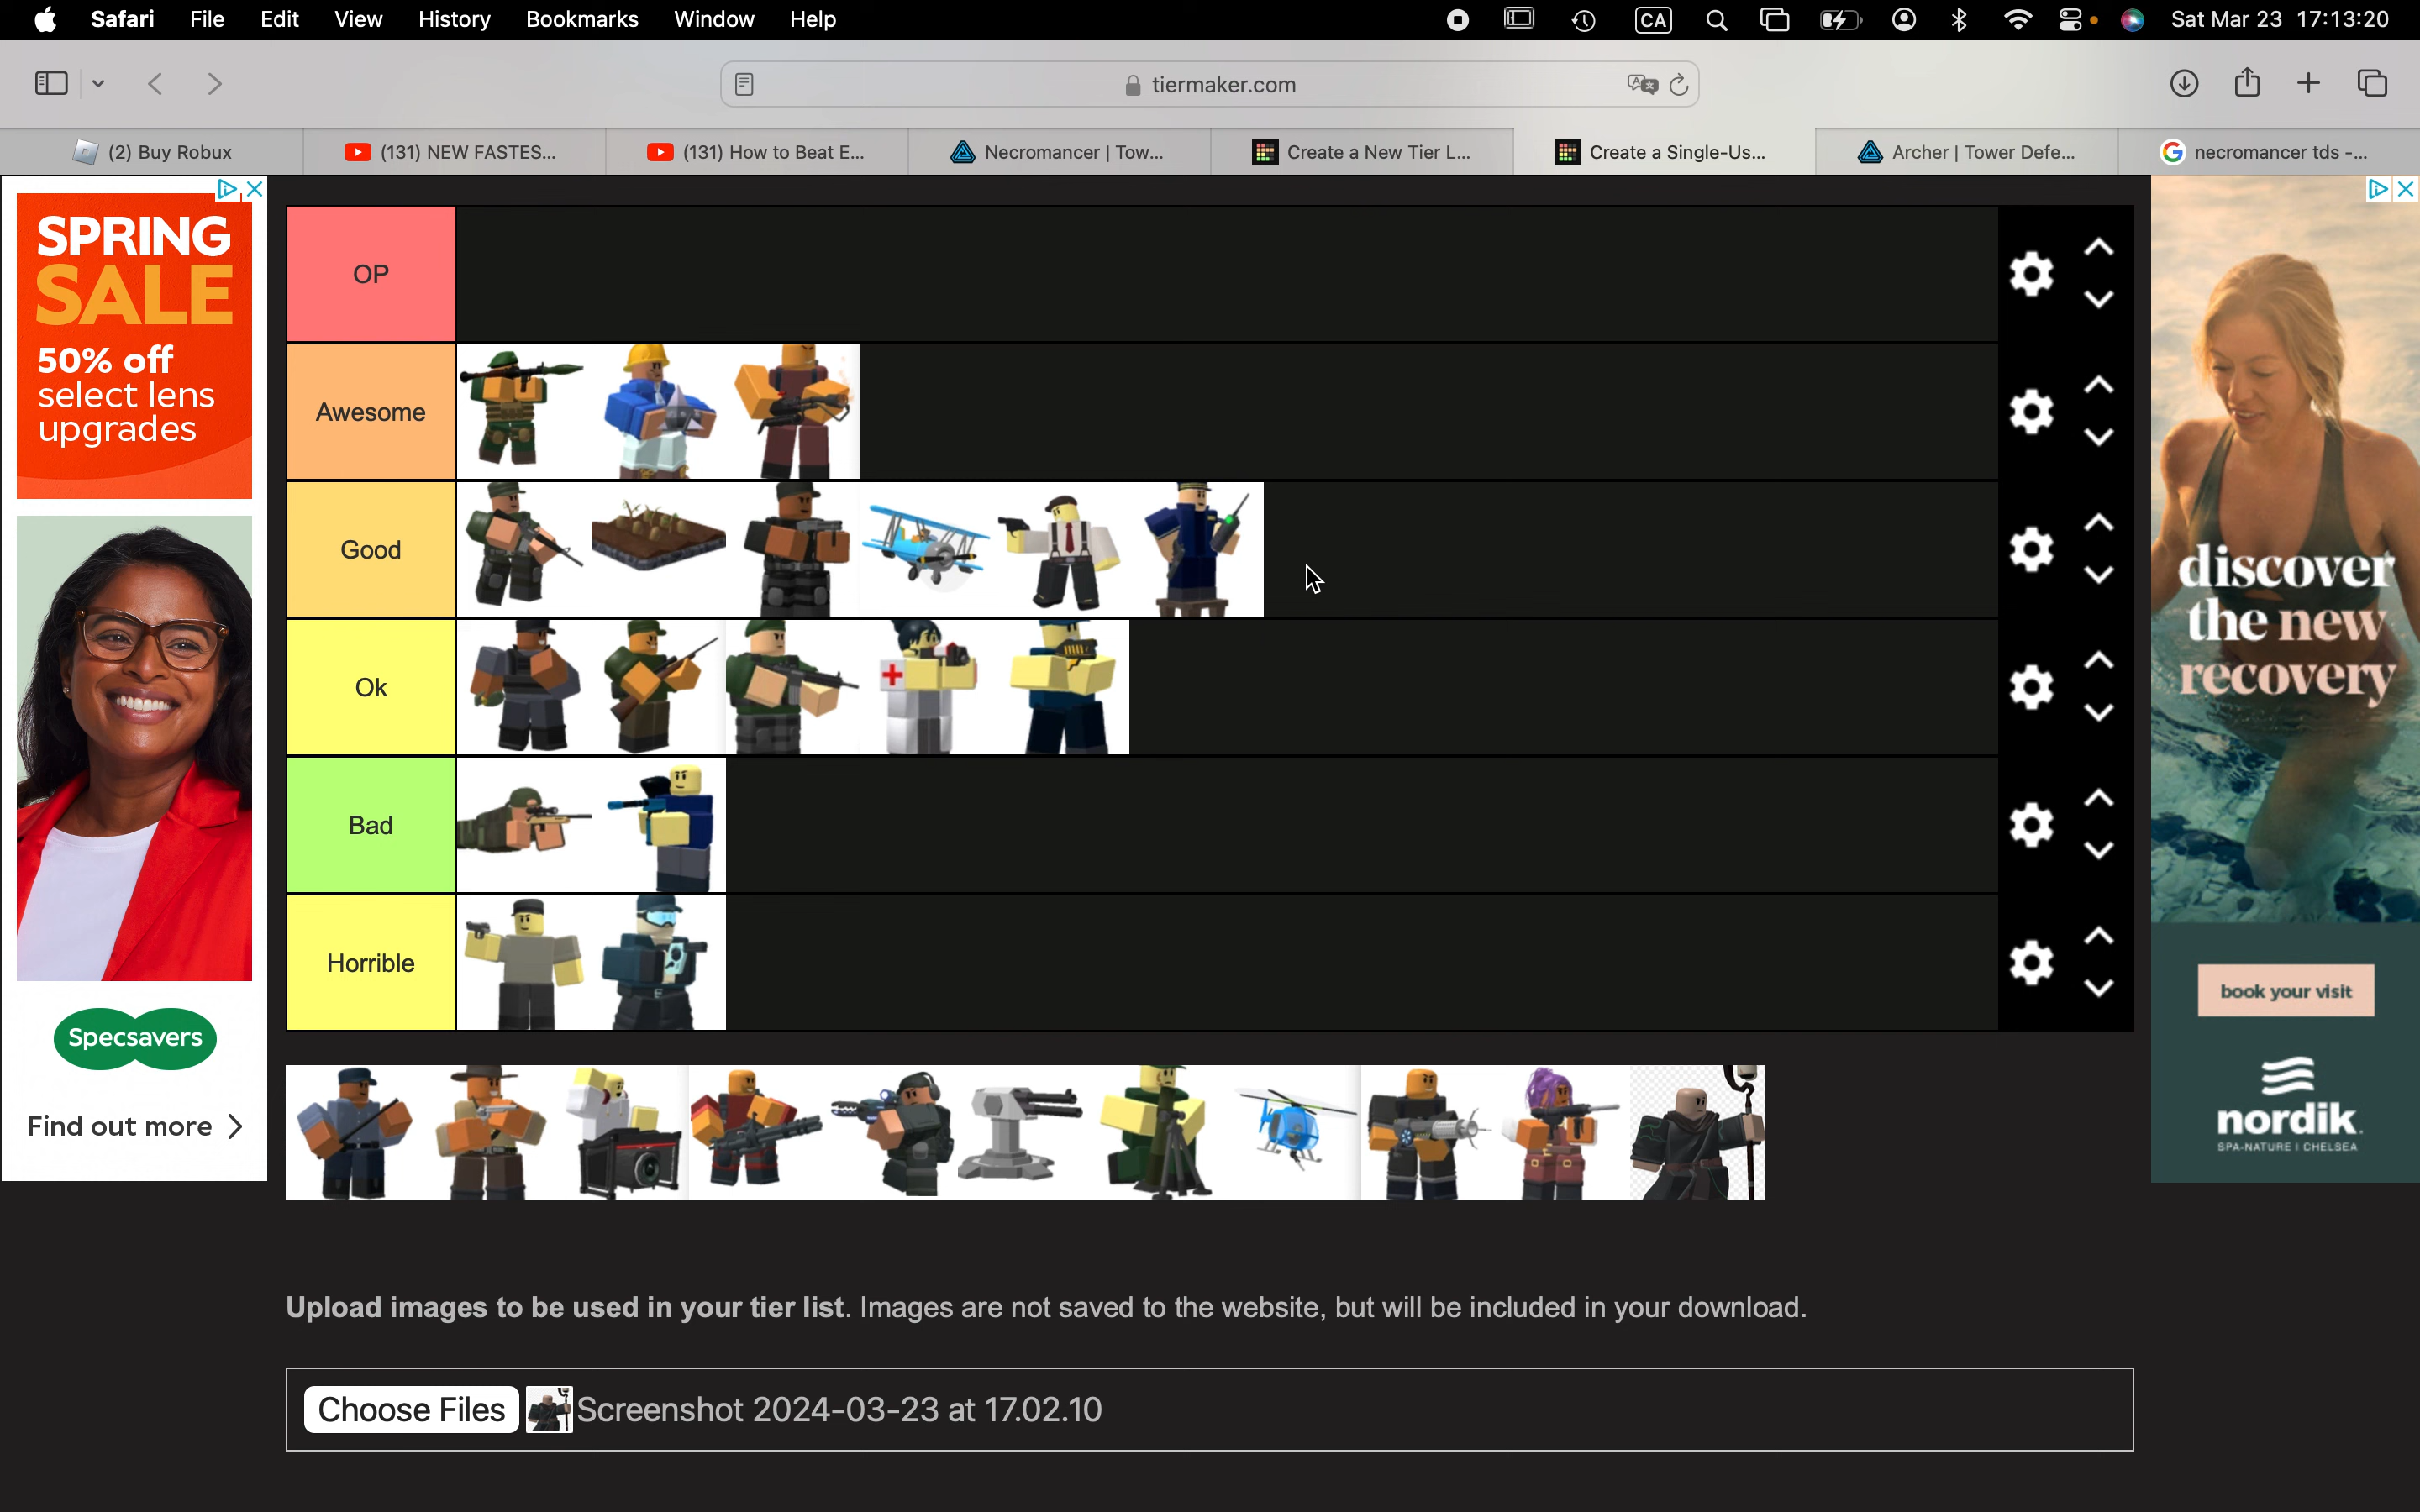 Safari File Edit View History Bookmarks Window Help CA Sat Mar 23 17:13:20
tiermaker.com
(2) Buy Robux (131) NEW FASTES... (131) How to Beat E... Necromancer | Tow... Create a New Tier L... Create a Single-Us... Archer | Tower Defe... necromancer tds -...
SPRING
SALE
50% off
select lens
upgrades
Specsavers
Find out more
OP
Awesome
Good
Ok
Bad
Horrible
discover
the new
recovery
book your visit
nordik
SPA-NATURE | CHELSEA
Upload images to be used in your tier list. Images are not saved to the website, but will be included in your download.
Choose Files Screenshot 2024-03-23 at 17.02.10